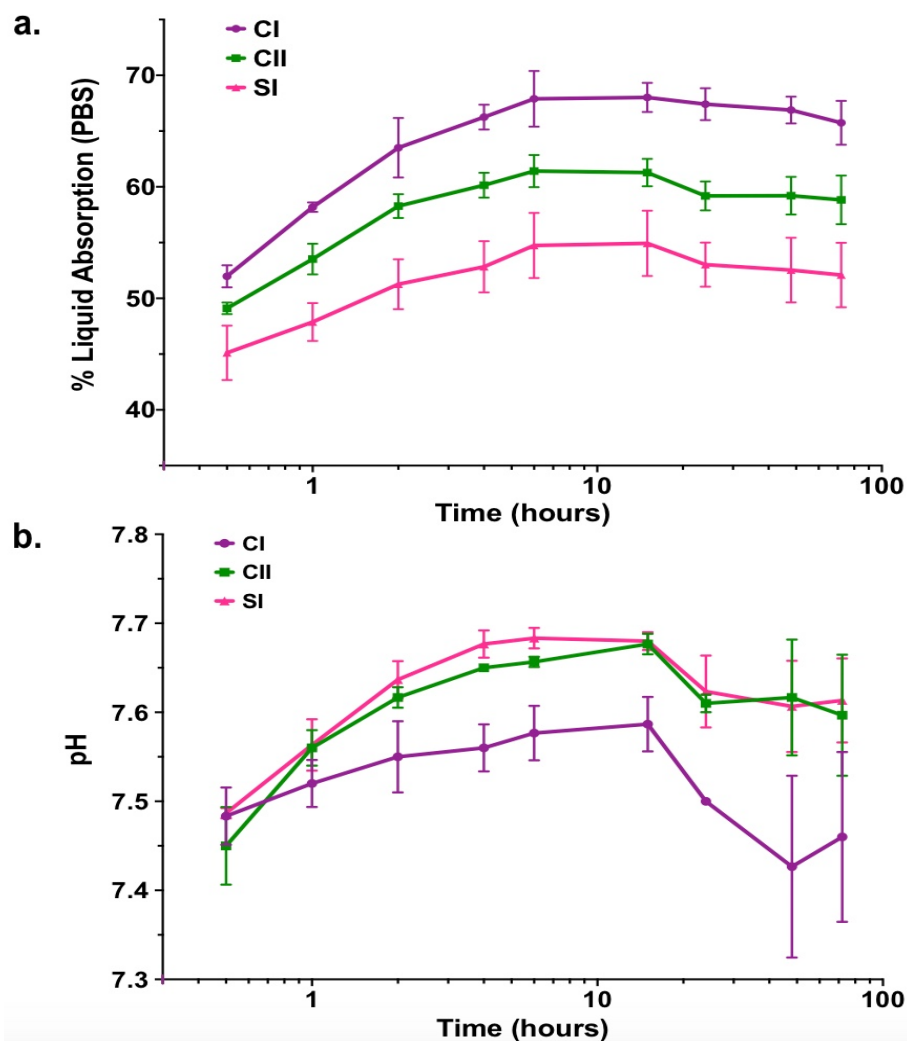 a.
CI
CII
SI
% Liquid Absorption (PBS)
70
60
50
40
1
10
100
Time (hours)
b.
CI
CII
SI
pH
7.8
7.7
7.6
7.5
7.4
7.3
1
10
100
Time (hours)